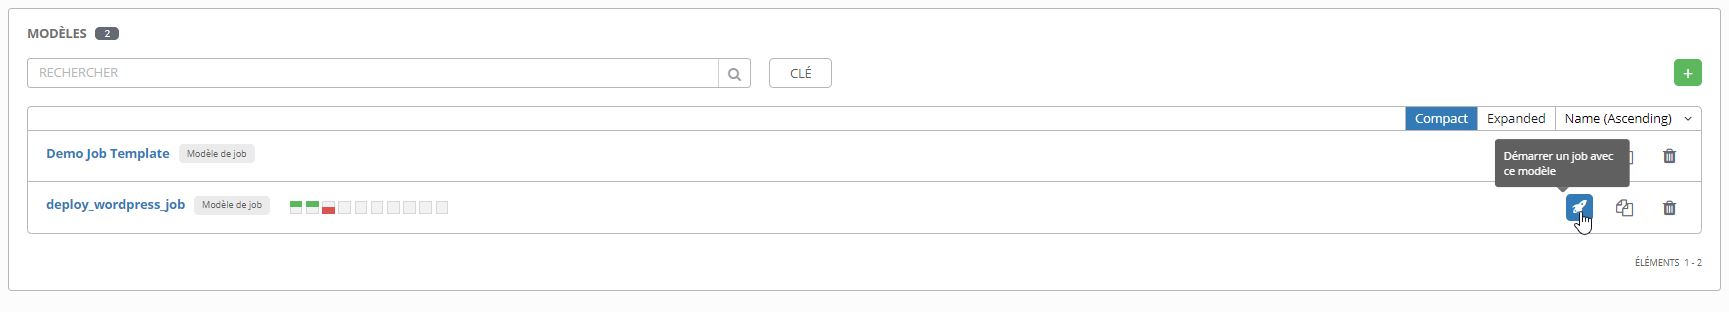 MODÈLES 2
RECHERCHER
CLÉ
+
Compact Expanded Name (Ascending)
Demo Job Template Modèle de job
Démarrer un job avec
ce modèle
deploy_wordpress_job Modèle de job
ÉLÉMENTS 1 - 2